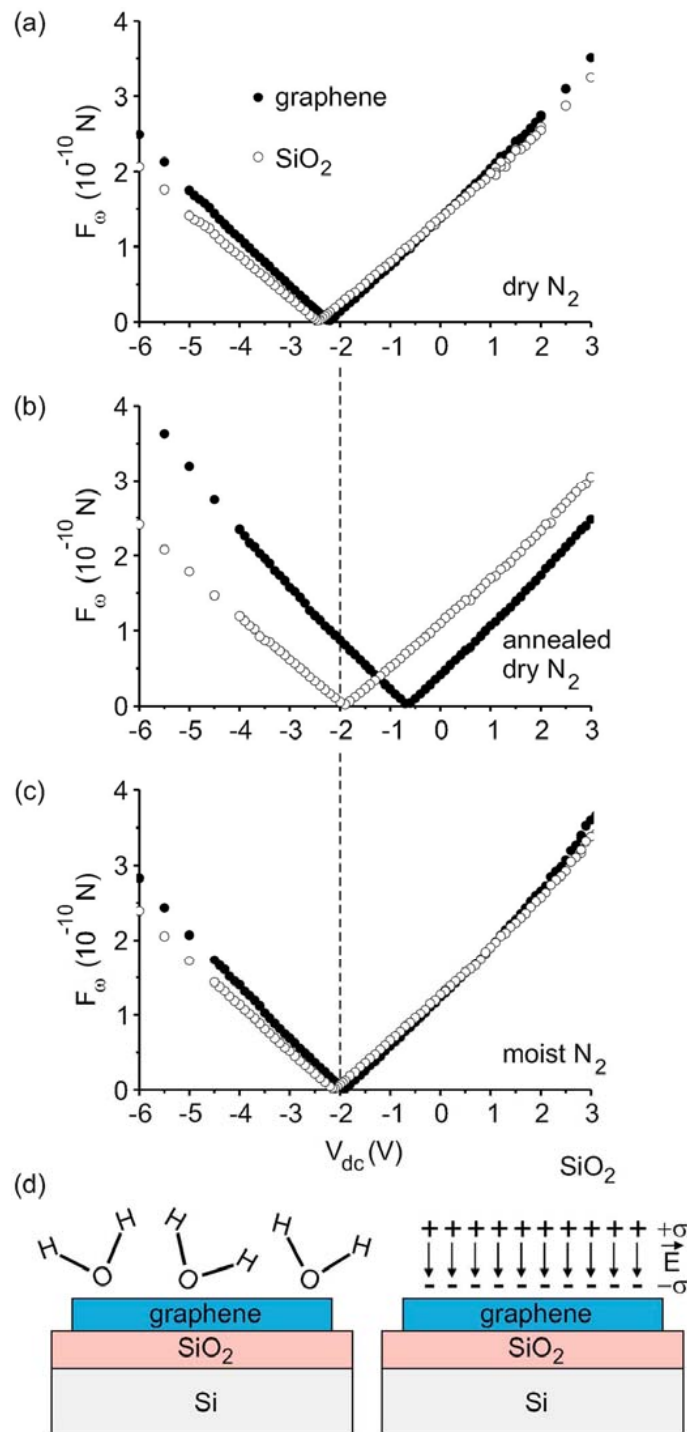 (a)
4
3
2
1
0
F_ω (10^-10 N)
● graphene
○ SiO₂
dry N₂
-6 -5 -4 -3 -2 -1 0 1 2 3
(b)
4
3
2
1
0
F_ω (10^-10 N)
annealed
dry N₂
-6 -5 -4 -3 -2 -1 0 1 2 3
(c)
4
3
2
1
0
F_ω (10^-10 N)
moist N₂
-6 -5 -4 -3 -2 -1 0 1 2 3
V_dc (V)
SiO₂
(d)
H H H H H H
O O O
+ + + + + + + + + +σ
E
- - - - - - - - - −σ
graphene graphene
SiO₂ SiO₂
Si Si